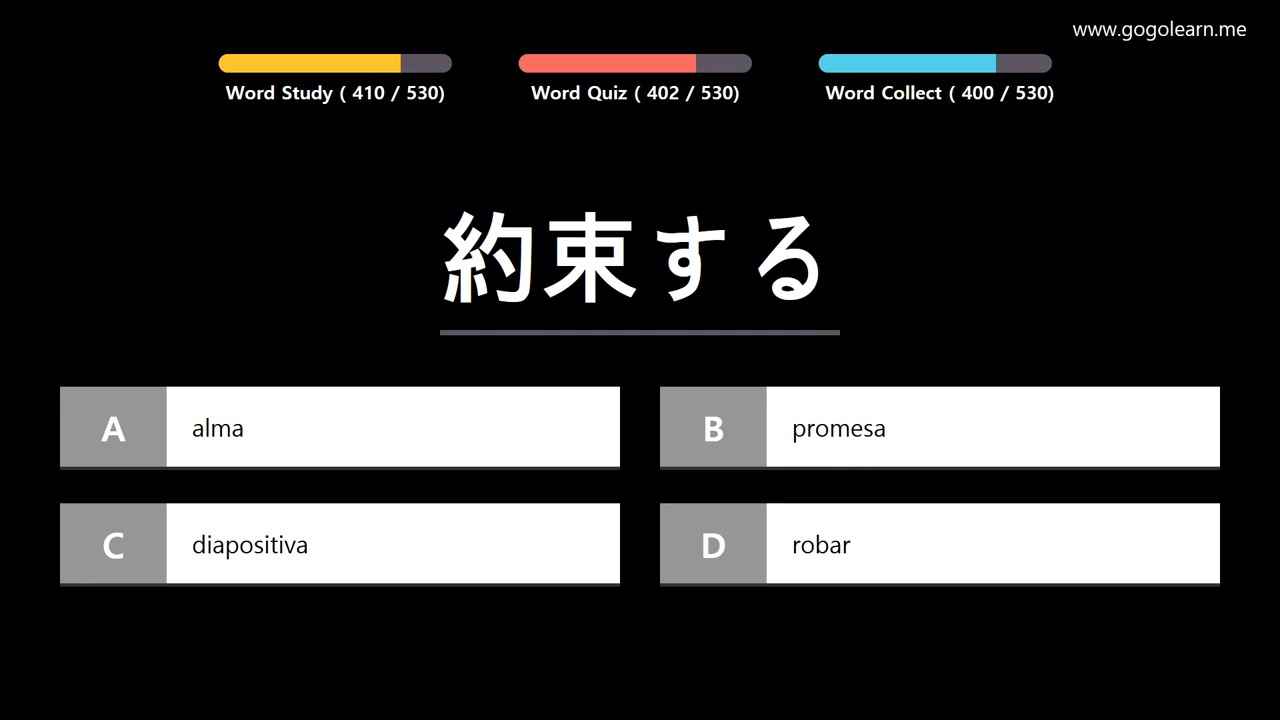 www.gogolearn.me
Word Study ( 410 / 530)
Word Quiz ( 402 / 530)
Word Collect ( 400 / 530)
約束する
A alma
B promesa
C diapositiva
D robar